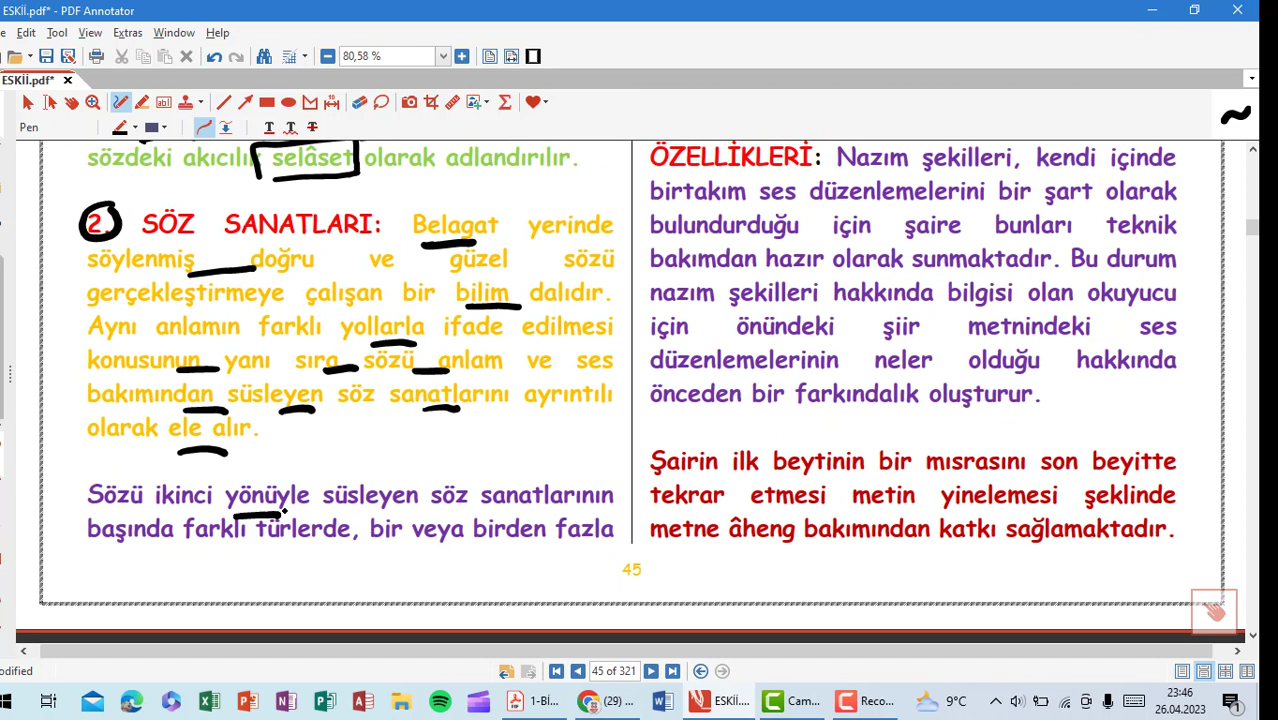 ESKİİ.pdf* - PDF Annotator
Edit Tool View Extras Window Help
80,58 %
ESKİİ.pdf*
Pen
sözdeki akıcılık selâset olarak adlandırılır.
2. SÖZ SANATLARI: Belagat yerinde
söylenmiş doğru ve güzel sözü
gerçekleştirmeye çalışan bir bilim dalıdır.
Aynı anlamın farklı yollarla ifade edilmesi
konusunun yanı sıra sözü anlam ve ses
bakımından süsleyen söz sanatlarını ayrıntılı
olarak ele alır.
Sözü ikinci yönüyle süsleyen söz sanatlarının
başında farklı türlerde, bir veya birden fazla
ÖZELLİKLERİ: Nazım şekilleri, kendi içinde
birtakım ses düzenlemelerini bir şart olarak
bulundurduğu için şaire bunları teknik
bakımdan hazır olarak sunmaktadır. Bu durum
nazım şekilleri hakkında bilgisi olan okuyucu
için önündeki şiir metnindeki ses
düzenlemelerinin neler olduğu hakkında
önceden bir farkındalık oluşturur.
Şairin ilk beytinin bir mısrasını son beyitte
tekrar etmesi metin yinelemesi şeklinde
metne âheng bakımından katkı sağlamaktadır.
45
odified
45 of 321
1-Bİ...
(29) ...
ESKİİ...
Cam...
Reco...
9°C
23:46
26.04.2023
1